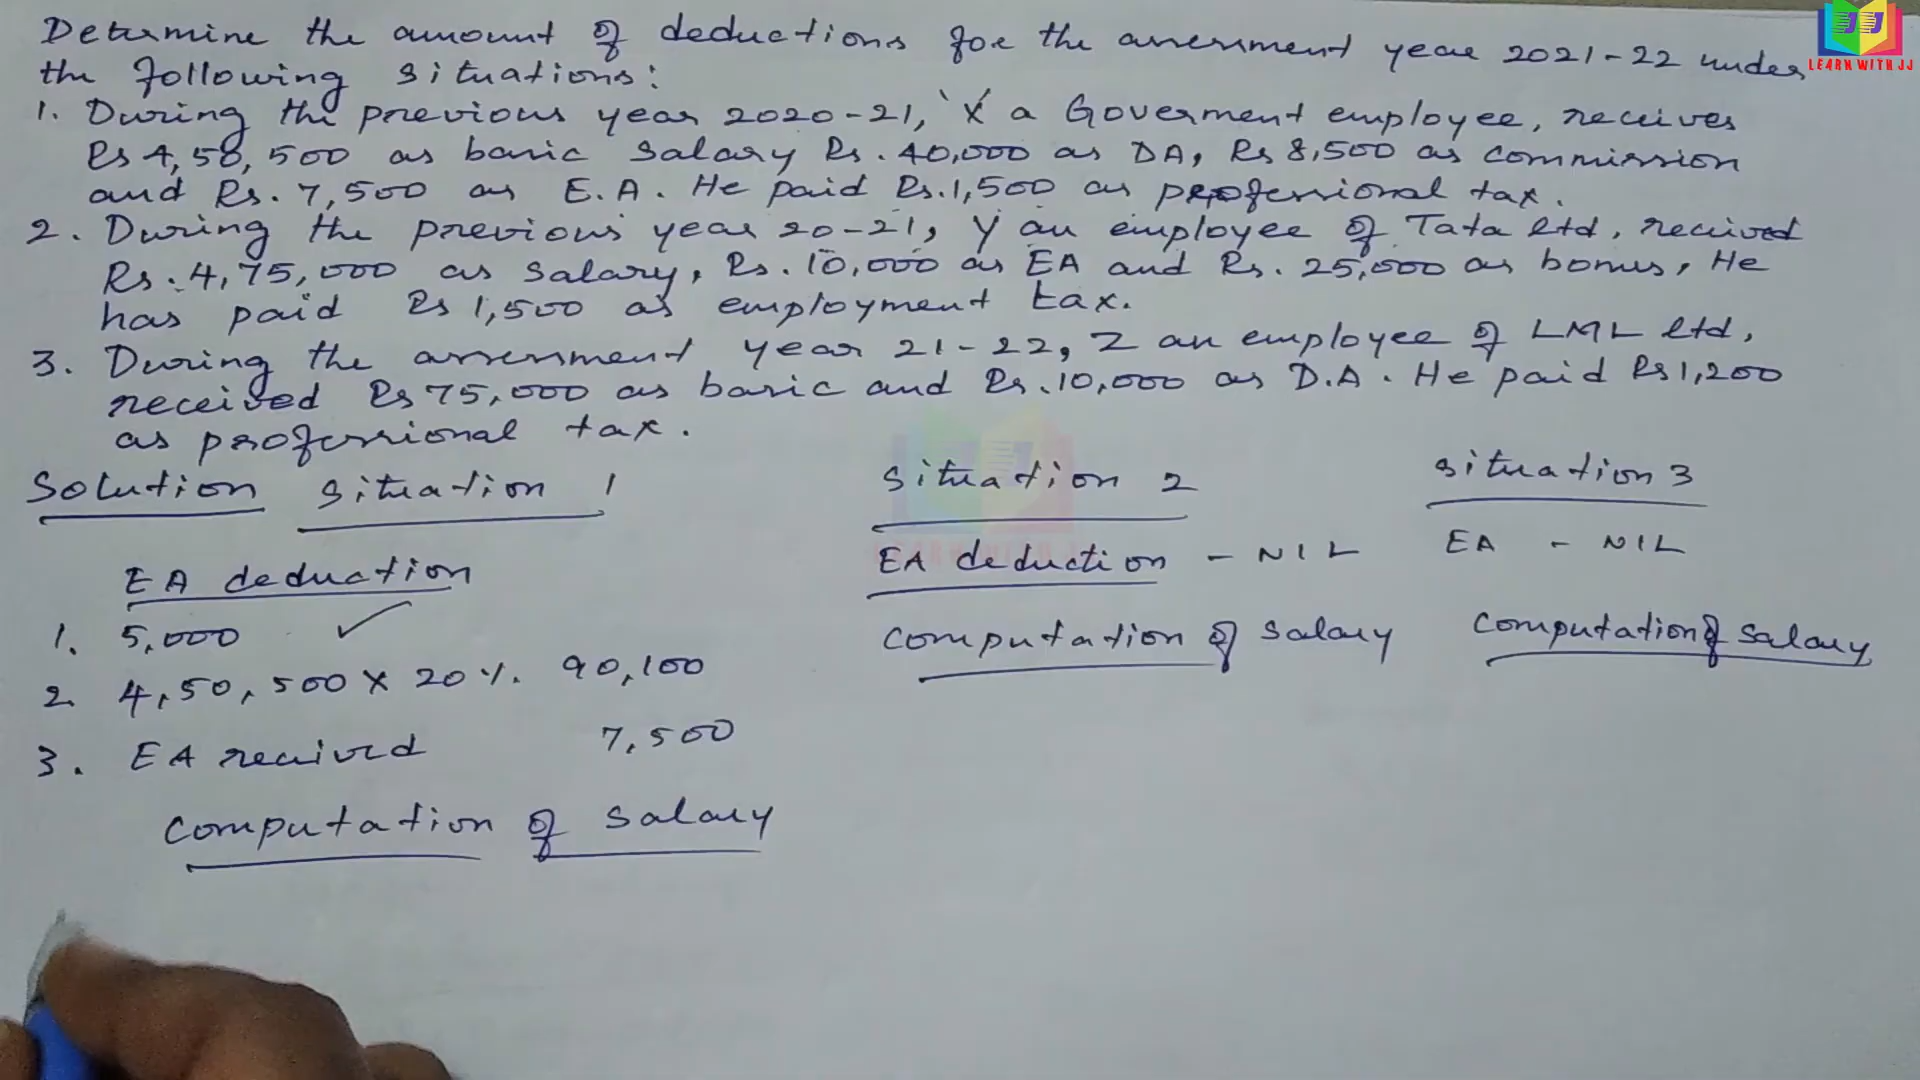 Determine the amount of deductions for the assessment year 2021-22 under
LEARN WITH JJ
the following situations:
1. During the previous year 2020-21, 'X' a Goverment employee, receives
Rs 4,50,500 as basic salary Rs. 40,000 as DA, Rs 8,500 as commission
and Rs. 7,500 as E.A. He paid Rs.1,500 as professional tax.
2. During the previous year 20-21, Y an employee of Tata ltd, received
Rs. 4,75,000 as salary, Rs. 10,000 as EA and Rs. 25,000 as bonus, He
has paid Rs 1,500 as employment tax.
3. During the assessment year 21-22, Z an employee of LML ltd,
received Rs 75,000 as basic and Rs.10,000 as D.A. He paid Rs1,200
as professional tax.
Solution situation 1
EA deduction
1. 5,000 ✓
2. 4,50,500 x 20%. 90,100
3. EA received 7,500
Computation of salary
situation 2
EA deduction - NIL
computation of salary
situation 3
EA - NIL
computation of salary